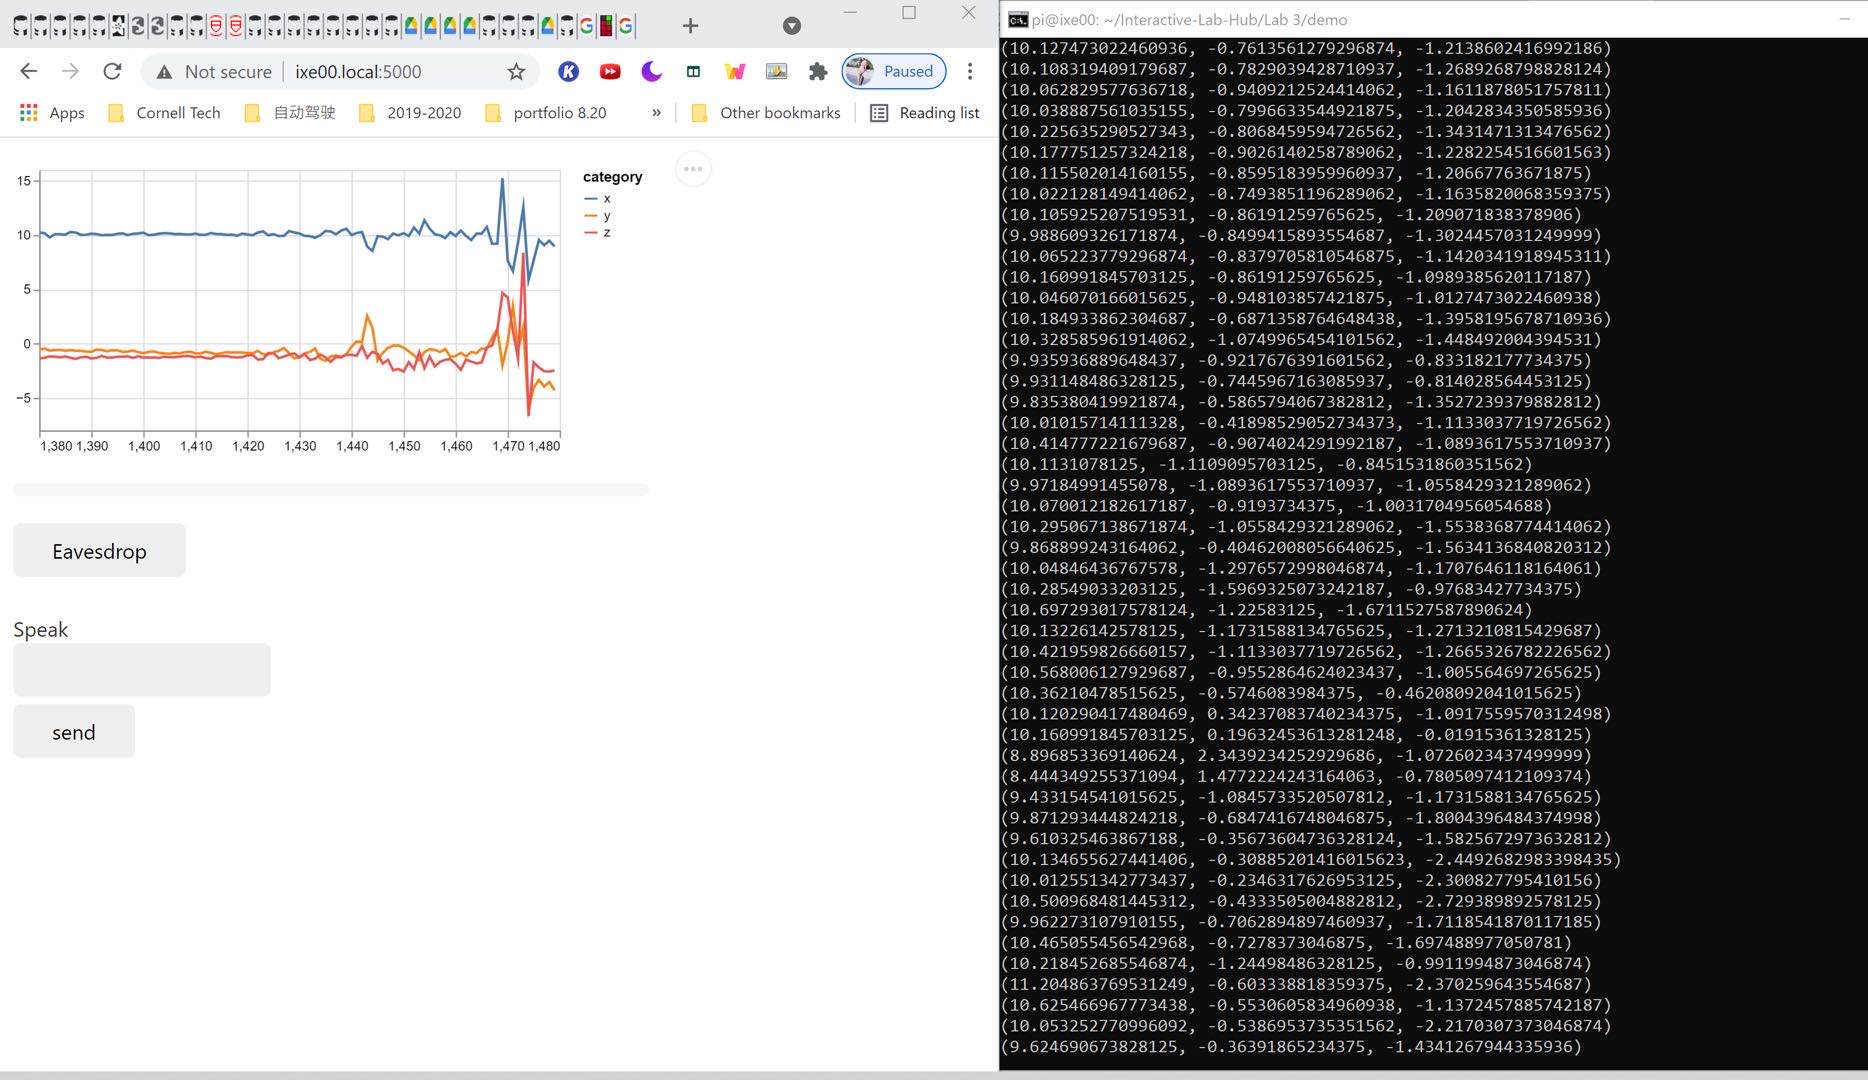 Not secure
ixe00.local:5000
Paused
Apps
Cornell Tech
自动驾驶
2019-2020
portfolio 8.20
»
Other bookmarks
Reading list
category
x
y
z
15
10
5
0
−5
1,380 1,390 1,400 1,410 1,420 1,430 1,440 1,450 1,460 1,470 1,480
Eavesdrop
Speak
send
pi@ixe00: ~/Interactive-Lab-Hub/Lab 3/demo
(10.127473022460936, -0.7613561279296874, -1.2138602416992186)
(10.108319409179687, -0.7829039428710937, -1.2689268798828124)
(10.062829577636718, -0.9409212524414062, -1.1611878051757811)
(10.038887561035155, -0.7996633544921875, -1.2042834350585936)
(10.225635290527343, -0.8068459594726562, -1.3431471313476562)
(10.177751257324218, -0.9026140258789062, -1.2282254516601563)
(10.115502014160155, -0.8595183959960937, -1.20667763671875)
(10.022128149414062, -0.7493851196289062, -1.1635820068359375)
(10.105925207519531, -0.86191259765625, -1.209071838378906)
(9.988609326171874, -0.8499415893554687, -1.3024457031249999)
(10.065223779296874, -0.8379705810546875, -1.1420341918945311)
(10.160991845703125, -0.86191259765625, -1.0989385620117187)
(10.046070166015625, -0.948103857421875, -1.0127473022460938)
(10.184933862304687, -0.6871358764648438, -1.3958195678710936)
(10.328585961914062, -1.0749965454101562, -1.448492004394531)
(9.935936889648437, -0.9217676391601562, -0.833182177734375)
(9.931148486328125, -0.7445967163085937, -0.814028564453125)
(9.835380419921874, -0.5865794067382812, -1.3527239379882812)
(10.01015714111328, -0.41898529052734373, -1.1133037719726562)
(10.414777221679687, -0.9074024291992187, -1.0893617553710937)
(10.1131078125, -1.1109095703125, -0.8451531860351562)
(9.97184991455078, -1.0893617553710937, -1.0558429321289062)
(10.070012182617187, -0.9193734375, -1.0031704956054688)
(10.295067138671874, -1.0558429321289062, -1.5538368774414062)
(9.868899243164062, -0.40462008056640625, -1.5634136840820312)
(10.04846436767578, -1.2976572998046874, -1.1707646118164061)
(10.28549033203125, -1.5969325073242187, -0.97683427734375)
(10.697293017578124, -1.22583125, -1.6711527587890624)
(10.13226142578125, -1.1731588134765625, -1.2713210815429687)
(10.421959826660157, -1.1133037719726562, -1.2665326782226562)
(10.568006127929687, -0.9552864624023437, -1.005564697265625)
(10.36210478515625, -0.5746083984375, -0.46208092041015625)
(10.120290417480469, 0.34237083740234375, -1.0917559570312498)
(10.160991845703125, 0.19632453613281248, -0.01915361328125)
(8.896853369140624, 2.3439234252929686, -1.0726023437499999)
(8.444349255371094, 1.4772224243164063, -0.7805097412109374)
(9.433154541015625, -1.0845733520507812, -1.1731588134765625)
(9.871293444824218, -0.6847416748046875, -1.8004396484374998)
(9.610325463867188, -0.35673604736328124, -1.5825672973632812)
(10.134655627441406, -0.30885201416015623, -2.4492682983398435)
(10.012551342773437, -0.2346317626953125, -2.300827795410156)
(10.500968481445312, -0.4333505004882812, -2.729389892578125)
(9.962273107910155, -0.7062894897460937, -1.7118541870117185)
(10.465055456542968, -0.7278373046875, -1.697488977050781)
(10.218452685546874, -1.24498486328125, -0.9911994873046874)
(11.204863769531249, -0.603338818359375, -2.370259643554687)
(10.625466967773438, -0.5530605834960938, -1.1372457885742187)
(10.053252770996092, -0.5386953735351562, -2.2170307373046874)
(9.624690673828125, -0.36391865234375, -1.4341267944335936)